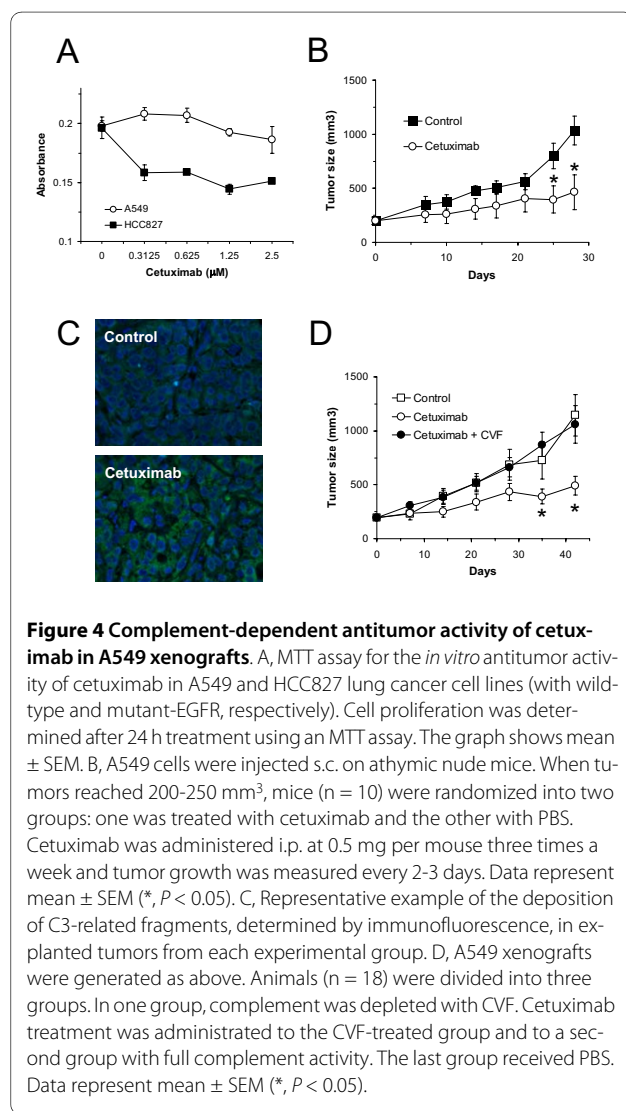 A
Absorbance
0.2
0.15
0.1
A549
HCC827
0
0.3125
0.625
1.25
2.5
Cetuximab (μM)
B
Tumor size (mm3)
1500
1000
500
0
Control
Cetuximab
*
*
0
10
20
30
Days
C
Control
Cetuximab
D
Tumor size (mm3)
1500
1000
500
0
Control
Cetuximab
Cetuximab + CVF
*
*
0
10
20
30
40
Days
Figure 4 Complement-dependent antitumor activity of cetux-
imab in A549 xenografts. A, MTT assay for the in vitro antitumor activ-
ity of cetuximab in A549 and HCC827 lung cancer cell lines (with wild-
type and mutant-EGFR, respectively). Cell proliferation was deter-
mined after 24 h treatment using an MTT assay. The graph shows mean
± SEM. B, A549 cells were injected s.c. on athymic nude mice. When tu-
mors reached 200-250 mm³, mice (n = 10) were randomized into two
groups: one was treated with cetuximab and the other with PBS.
Cetuximab was administered i.p. at 0.5 mg per mouse three times a
week and tumor growth was measured every 2-3 days. Data represent
mean ± SEM (*, P < 0.05). C, Representative example of the deposition
of C3-related fragments, determined by immunofluorescence, in ex-
planted tumors from each experimental group. D, A549 xenografts
were generated as above. Animals (n = 18) were divided into three
groups. In one group, complement was depleted with CVF. Cetuximab
treatment was administrated to the CVF-treated group and to a sec-
ond group with full complement activity. The last group received PBS.
Data represent mean ± SEM (*, P < 0.05).